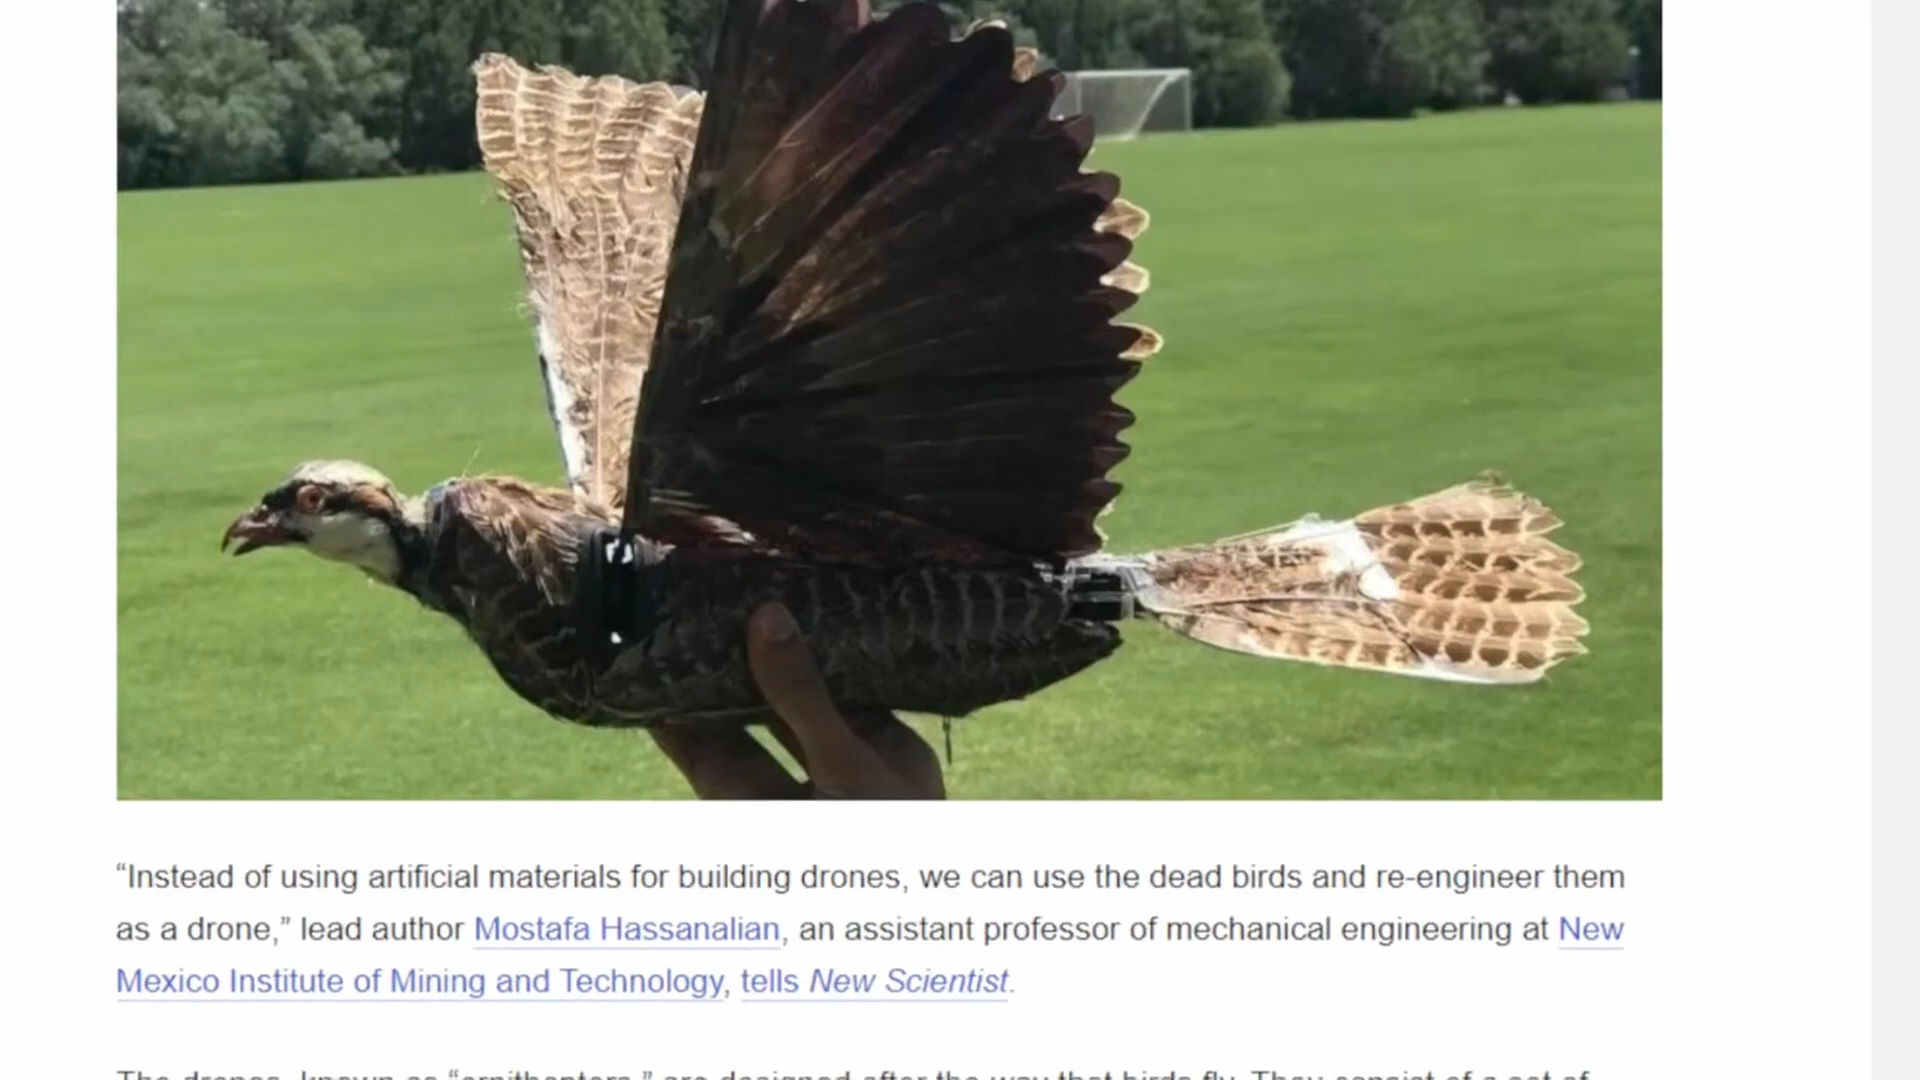 “Instead of using artificial materials for building drones, we can use the dead birds and re-engineer them
as a drone,” lead author Mostafa Hassanalian, an assistant professor of mechanical engineering at New
Mexico Institute of Mining and Technology, tells New Scientist.
The drones, known as “ornithopters,” are designed after the way that birds fly. They consist of a set of